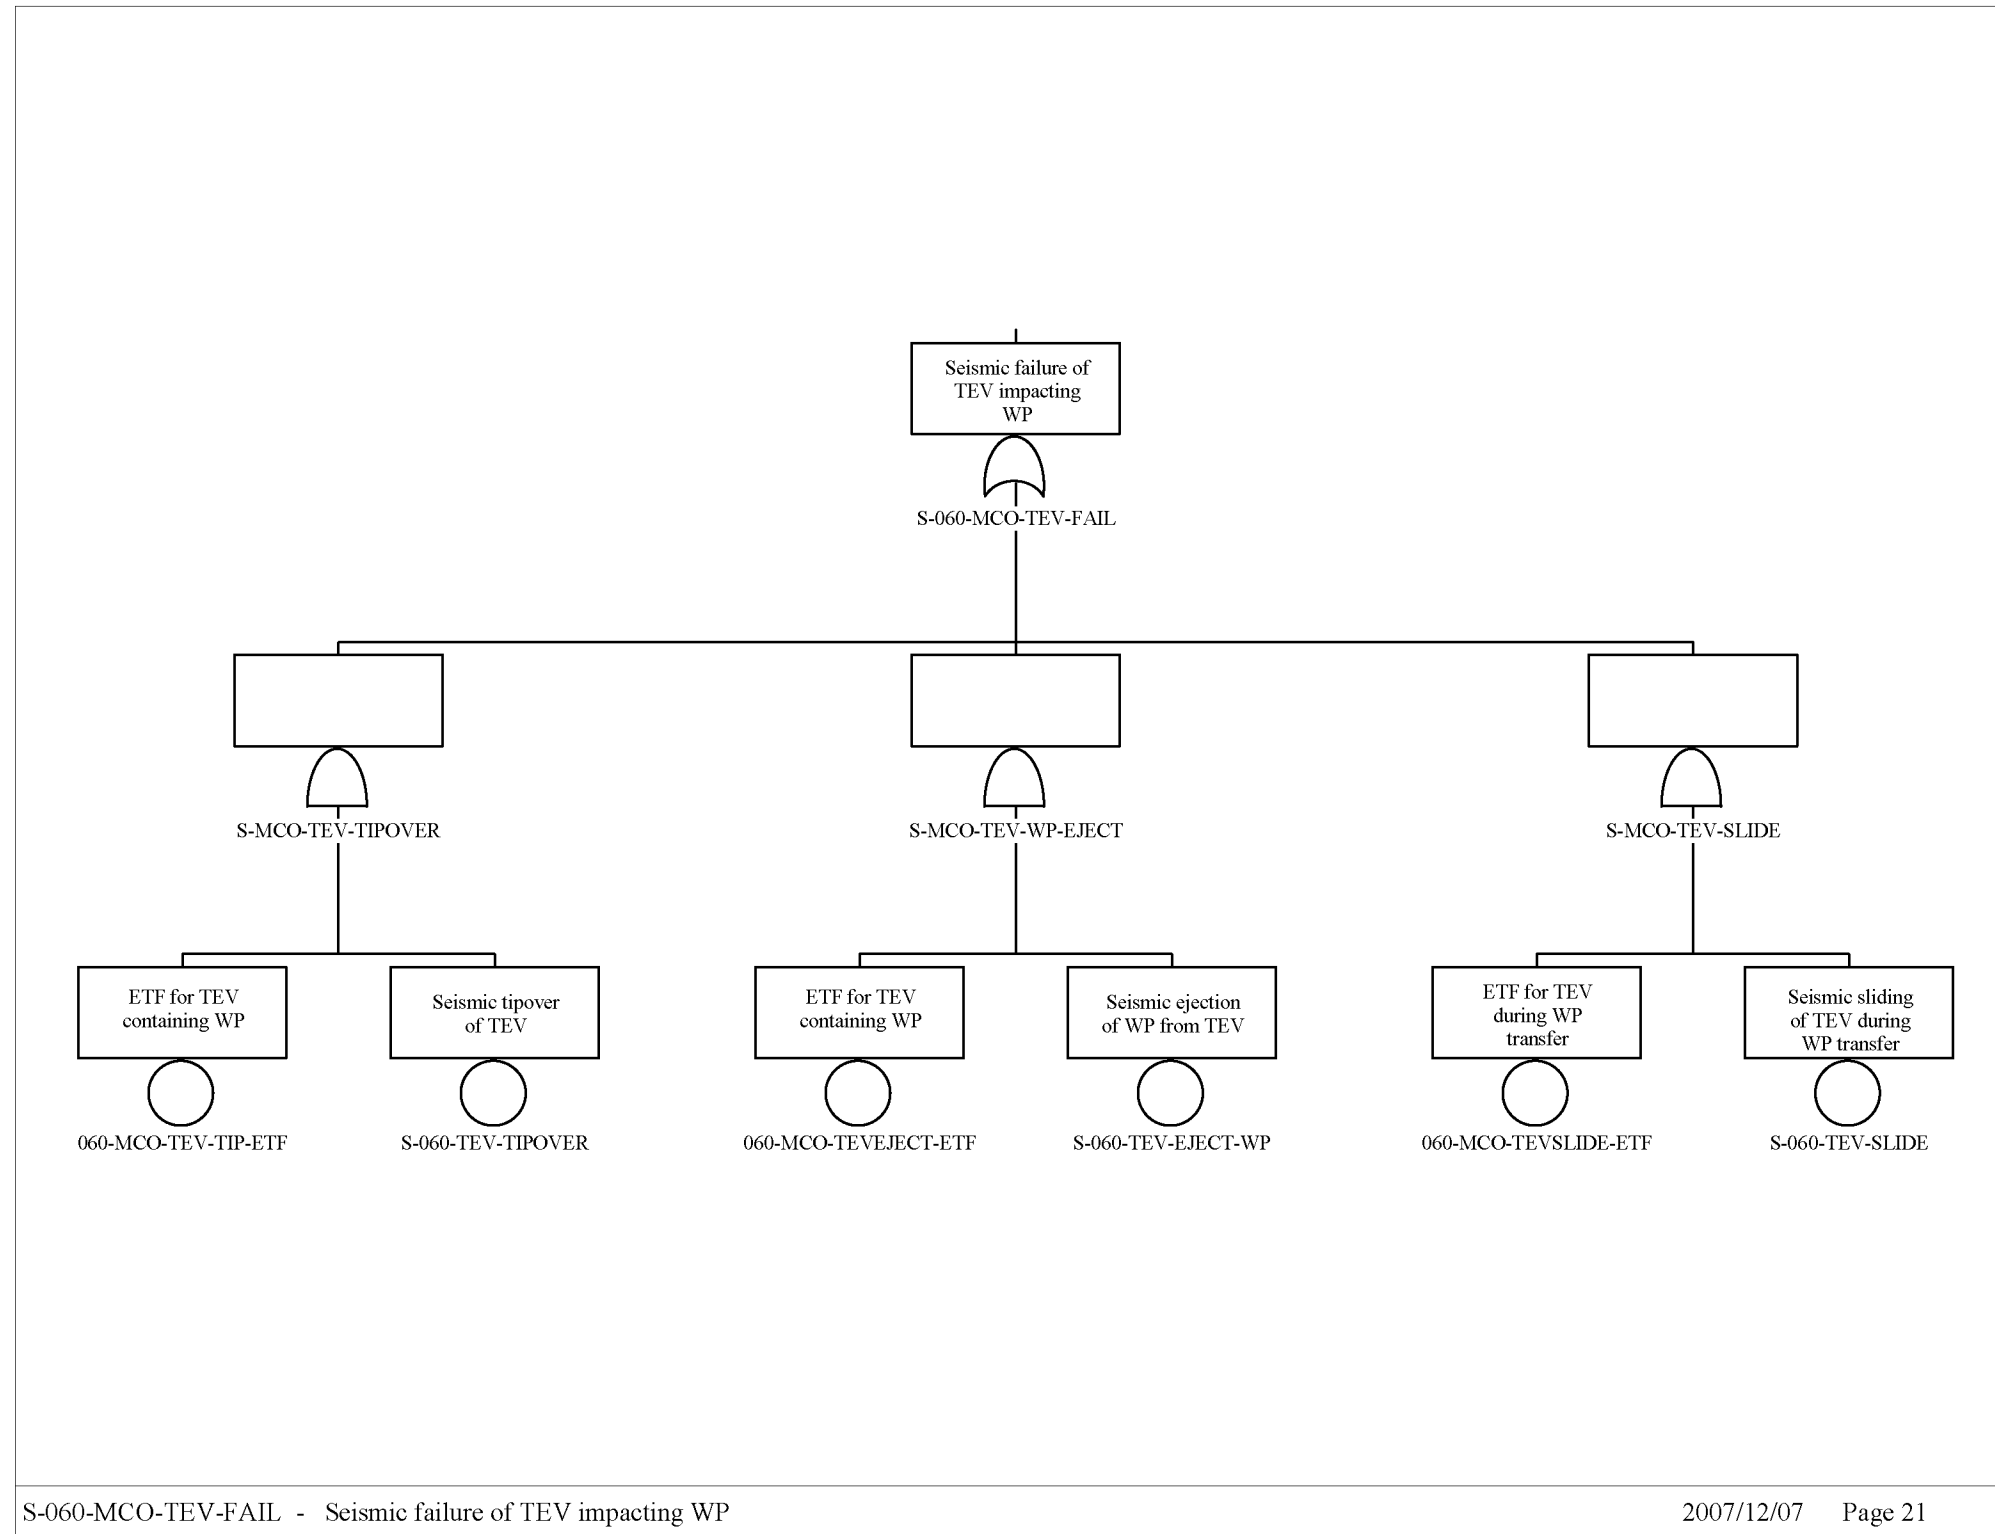 Seismic failure of
TEV impacting
WP
S-060-MCO-TEV-FAIL
S-MCO-TEV-TIPOVER
S-MCO-TEV-WP-EJECT
S-MCO-TEV-SLIDE
ETF for TEV
containing WP
060-MCO-TEV-TIP-ETF
Seismic tipover
of TEV
S-060-TEV-TIPOVER
ETF for TEV
containing WP
060-MCO-TEVEJECT-ETF
Seismic ejection
of WP from TEV
S-060-TEV-EJECT-WP
ETF for TEV
during WP
transfer
060-MCO-TEVSLIDE-ETF
Seismic sliding
of TEV during
WP transfer
S-060-TEV-SLIDE
S-060-MCO-TEV-FAIL - Seismic failure of TEV impacting WP
2007/12/07 Page 21